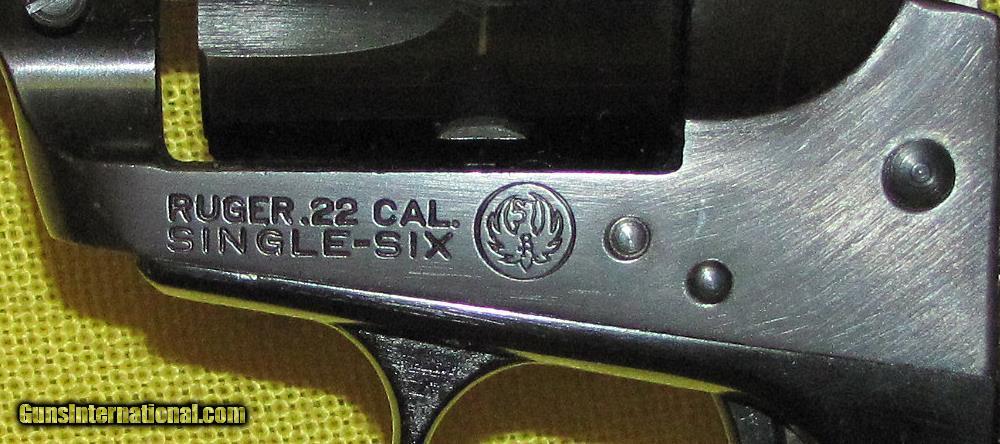 RUGER .22 CAL.
SINGLE-SIX
GunsInternational.com